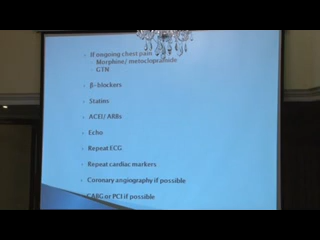 If ongoing chest pain
- Morphine/ metoclopramide
GTN
β-blockers
Statins
ACEI/ ARBs
Echo
Repeat ECG
Repeat cardiac markers
Coronary angiography if possible
CABG or PCI if possible